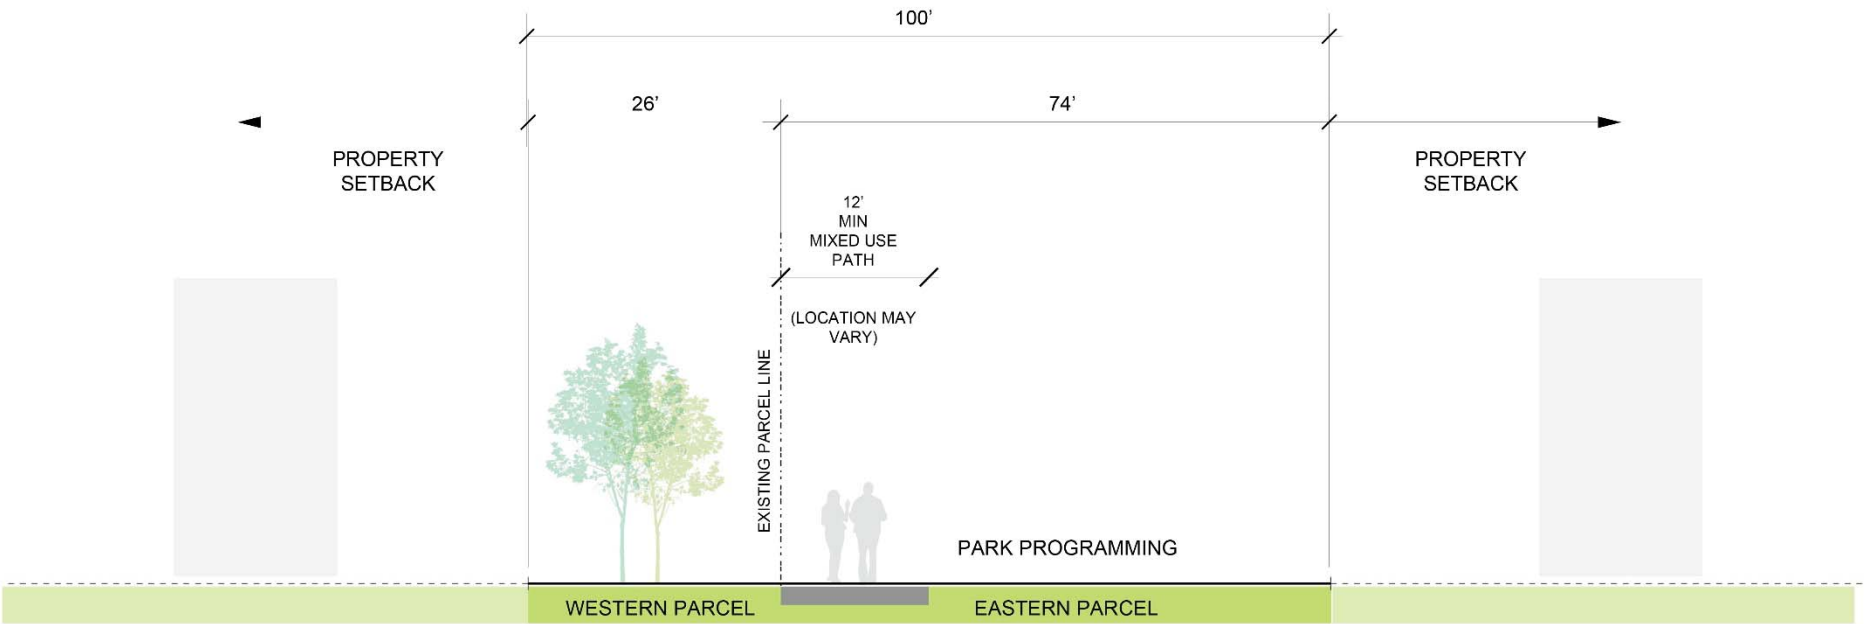 100’
26’
74’
PROPERTY
SETBACK
PROPERTY
SETBACK
12’
MIN
MIXED USE
PATH
(LOCATION MAY
VARY)
EXISTING PARCEL LINE
PARK PROGRAMMING
WESTERN PARCEL
EASTERN PARCEL